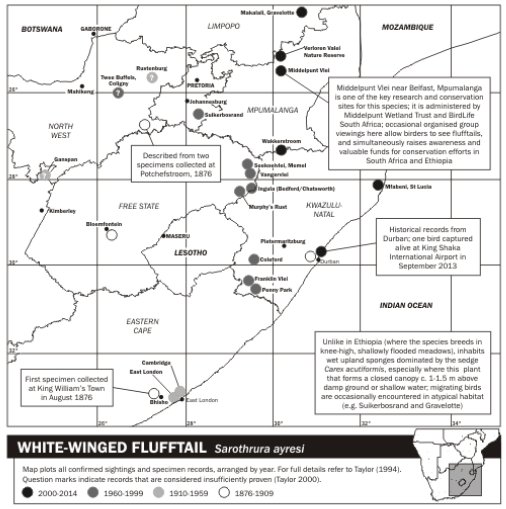 Makalali, Gravelotte
BOTSWANA
GABORONE
LIMPOPO
MOZAMBIQUE
Verloren Valei
Nature Reserve
Rustenburg
Middelpunt Vlei
Twee Buffels,
Coligny
?
?
PRETORIA
Mahikeng
26°
Johannesburg
Suikerbosrand
MPUMALANGA
Middelpunt Vlei near Belfast, Mpumalanga
is one of the key research and conservation
sites for this species; it is administered by
Middelpunt Wetland Trust and BirdLife
South Africa; occasional organised group
viewings here allow birders to see flufftails,
and simultaneously raises awareness and
valuable funds for conservation efforts in
South Africa and Ethiopia
NORTH
WEST
Wakkerstroom
Described from two
specimens collected at
Potchefstroom, 1876
Ganspan
?
Seekoeivlei, Memel
Vangervlei
28°
Ingula (Bedford/Chatsworth)
Mfabeni, St Lucia
Murphy's Rust
Kimberley
FREE STATE
KWAZULU-
NATAL
Bloemfontein
MASERU
Pietermaritzburg
LESOTHO
Historical records from
Durban; one bird captured
alive at King Shaka
International Airport in
September 2013
Coleford
Durban
30°
Franklin Vlei
Penny Park
INDIAN OCEAN
EASTERN
CAPE
Unlike in Ethiopia (where the species breeds in
knee-high, shallowly flooded meadows), inhabits
wet upland sponges dominated by the sedge
Carex acutiformis, especially where this plant
that forms a closed canopy c. 1-1.5 m above
damp ground or shallow water; migrating birds
are occasionally encountered in atypical habitat
(e.g. Suikerbosrand and Gravelotte)
32°
Cambridge,
East London
First specimen collected
at King William's Town
in August 1876
Bhisho
East London
26°
28°
30°
32°
34°
WHITE-WINGED FLUFFTAIL Sarothrura ayresi
Map plots all confirmed sightings and specimen records, arranged by year. For full details refer to Taylor (1994).
Question marks indicate records that are considered insufficiently proven (Taylor 2000).
2000-2014 1960-1999 1910-1959 1876-1909